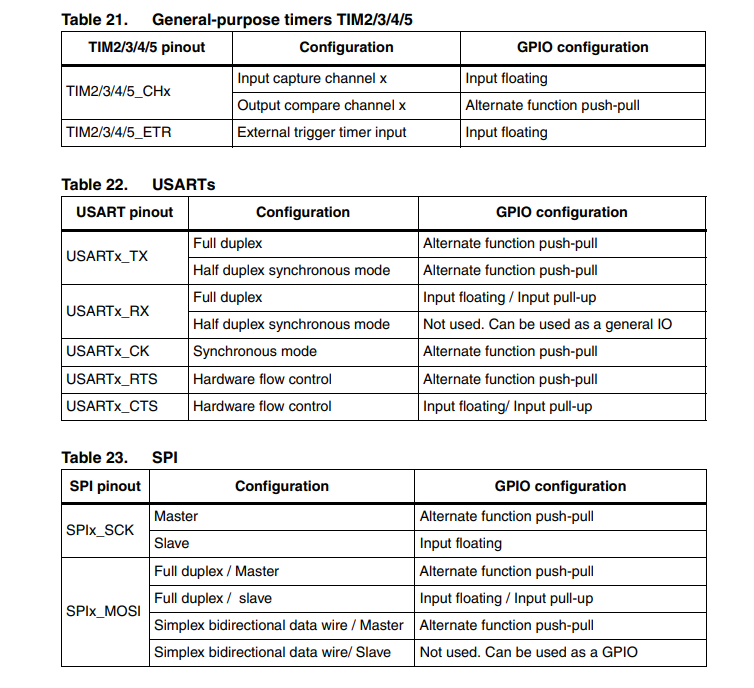 Table 21. General-purpose timers TIM2/3/4/5
TIM2/3/4/5 pinout Configuration GPIO configuration
TIM2/3/4/5_CHx
Input capture channel x Input floating
Output compare channel x Alternate function push-pull
TIM2/3/4/5_ETR External trigger timer input Input floating
Table 22. USARTs
USART pinout Configuration GPIO configuration
USARTx_TX
Full duplex Alternate function push-pull
Half duplex synchronous mode Alternate function push-pull
USARTx_RX
Full duplex Input floating / Input pull-up
Half duplex synchronous mode Not used. Can be used as a general IO
USARTx_CK Synchronous mode Alternate function push-pull
USARTx_RTS Hardware flow control Alternate function push-pull
USARTx_CTS Hardware flow control Input floating/ Input pull-up
Table 23. SPI
SPI pinout Configuration GPIO configuration
SPIx_SCK
Master Alternate function push-pull
Slave Input floating
SPIx_MOSI
Full duplex / Master Alternate function push-pull
Full duplex / slave Input floating / Input pull-up
Simplex bidirectional data wire / Master Alternate function push-pull
Simplex bidirectional data wire/ Slave Not used. Can be used as a GPIO